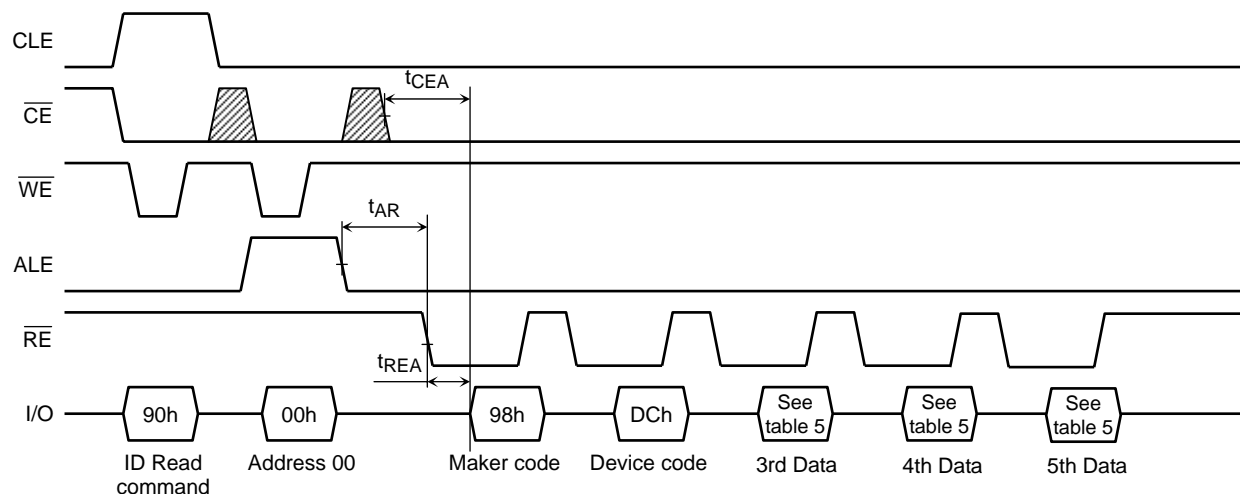 CLE
tCEA
CE
WE
tAR
ALE
RE
tREA
I/O
90h
00h
98h
DCh
See
table 5
See
table 5
See
table 5
ID Read
command
Address 00
Maker code
Device code
3rd Data
4th Data
5th Data